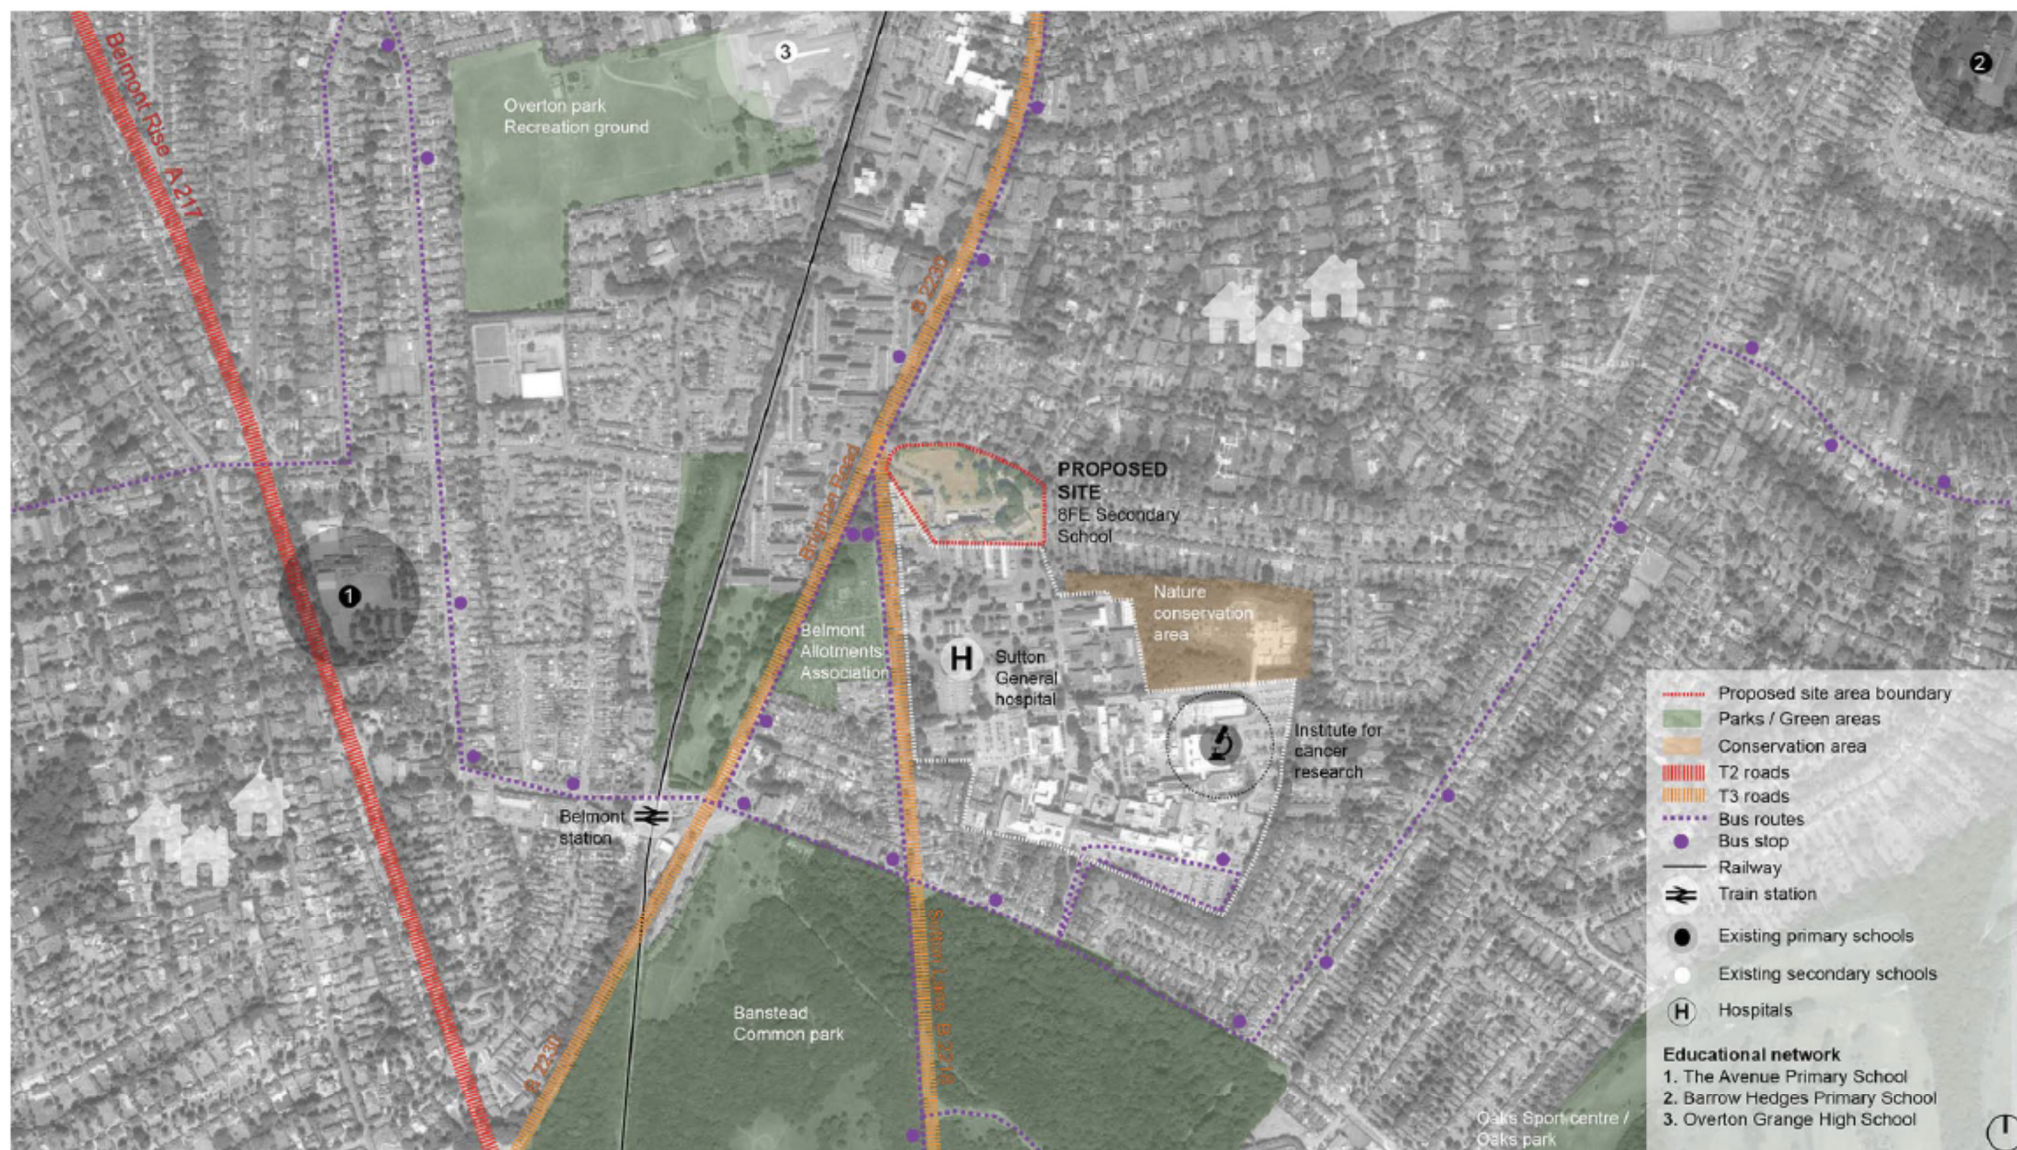 Belmont Rise A 217
3
2
Overton park
Recreation ground
B 2230
Brighton Road
PROPOSED
SITE
8FE Secondary
School
1
Nature
conservation
area
Belmont
Allotments
Association
H
Sutton
General
hospital
Institute for
cancer
research
Belmont
station
Banstead
Common park
B 2230
Sutton Lane B 2218
Oaks Sport centre /
Oaks park
Proposed site area boundary
Parks / Green areas
Conservation area
T2 roads
T3 roads
Bus routes
Bus stop
Railway
Train station
Existing primary schools
Existing secondary schools
H Hospitals
Educational network
1. The Avenue Primary School
2. Barrow Hedges Primary School
3. Overton Grange High School